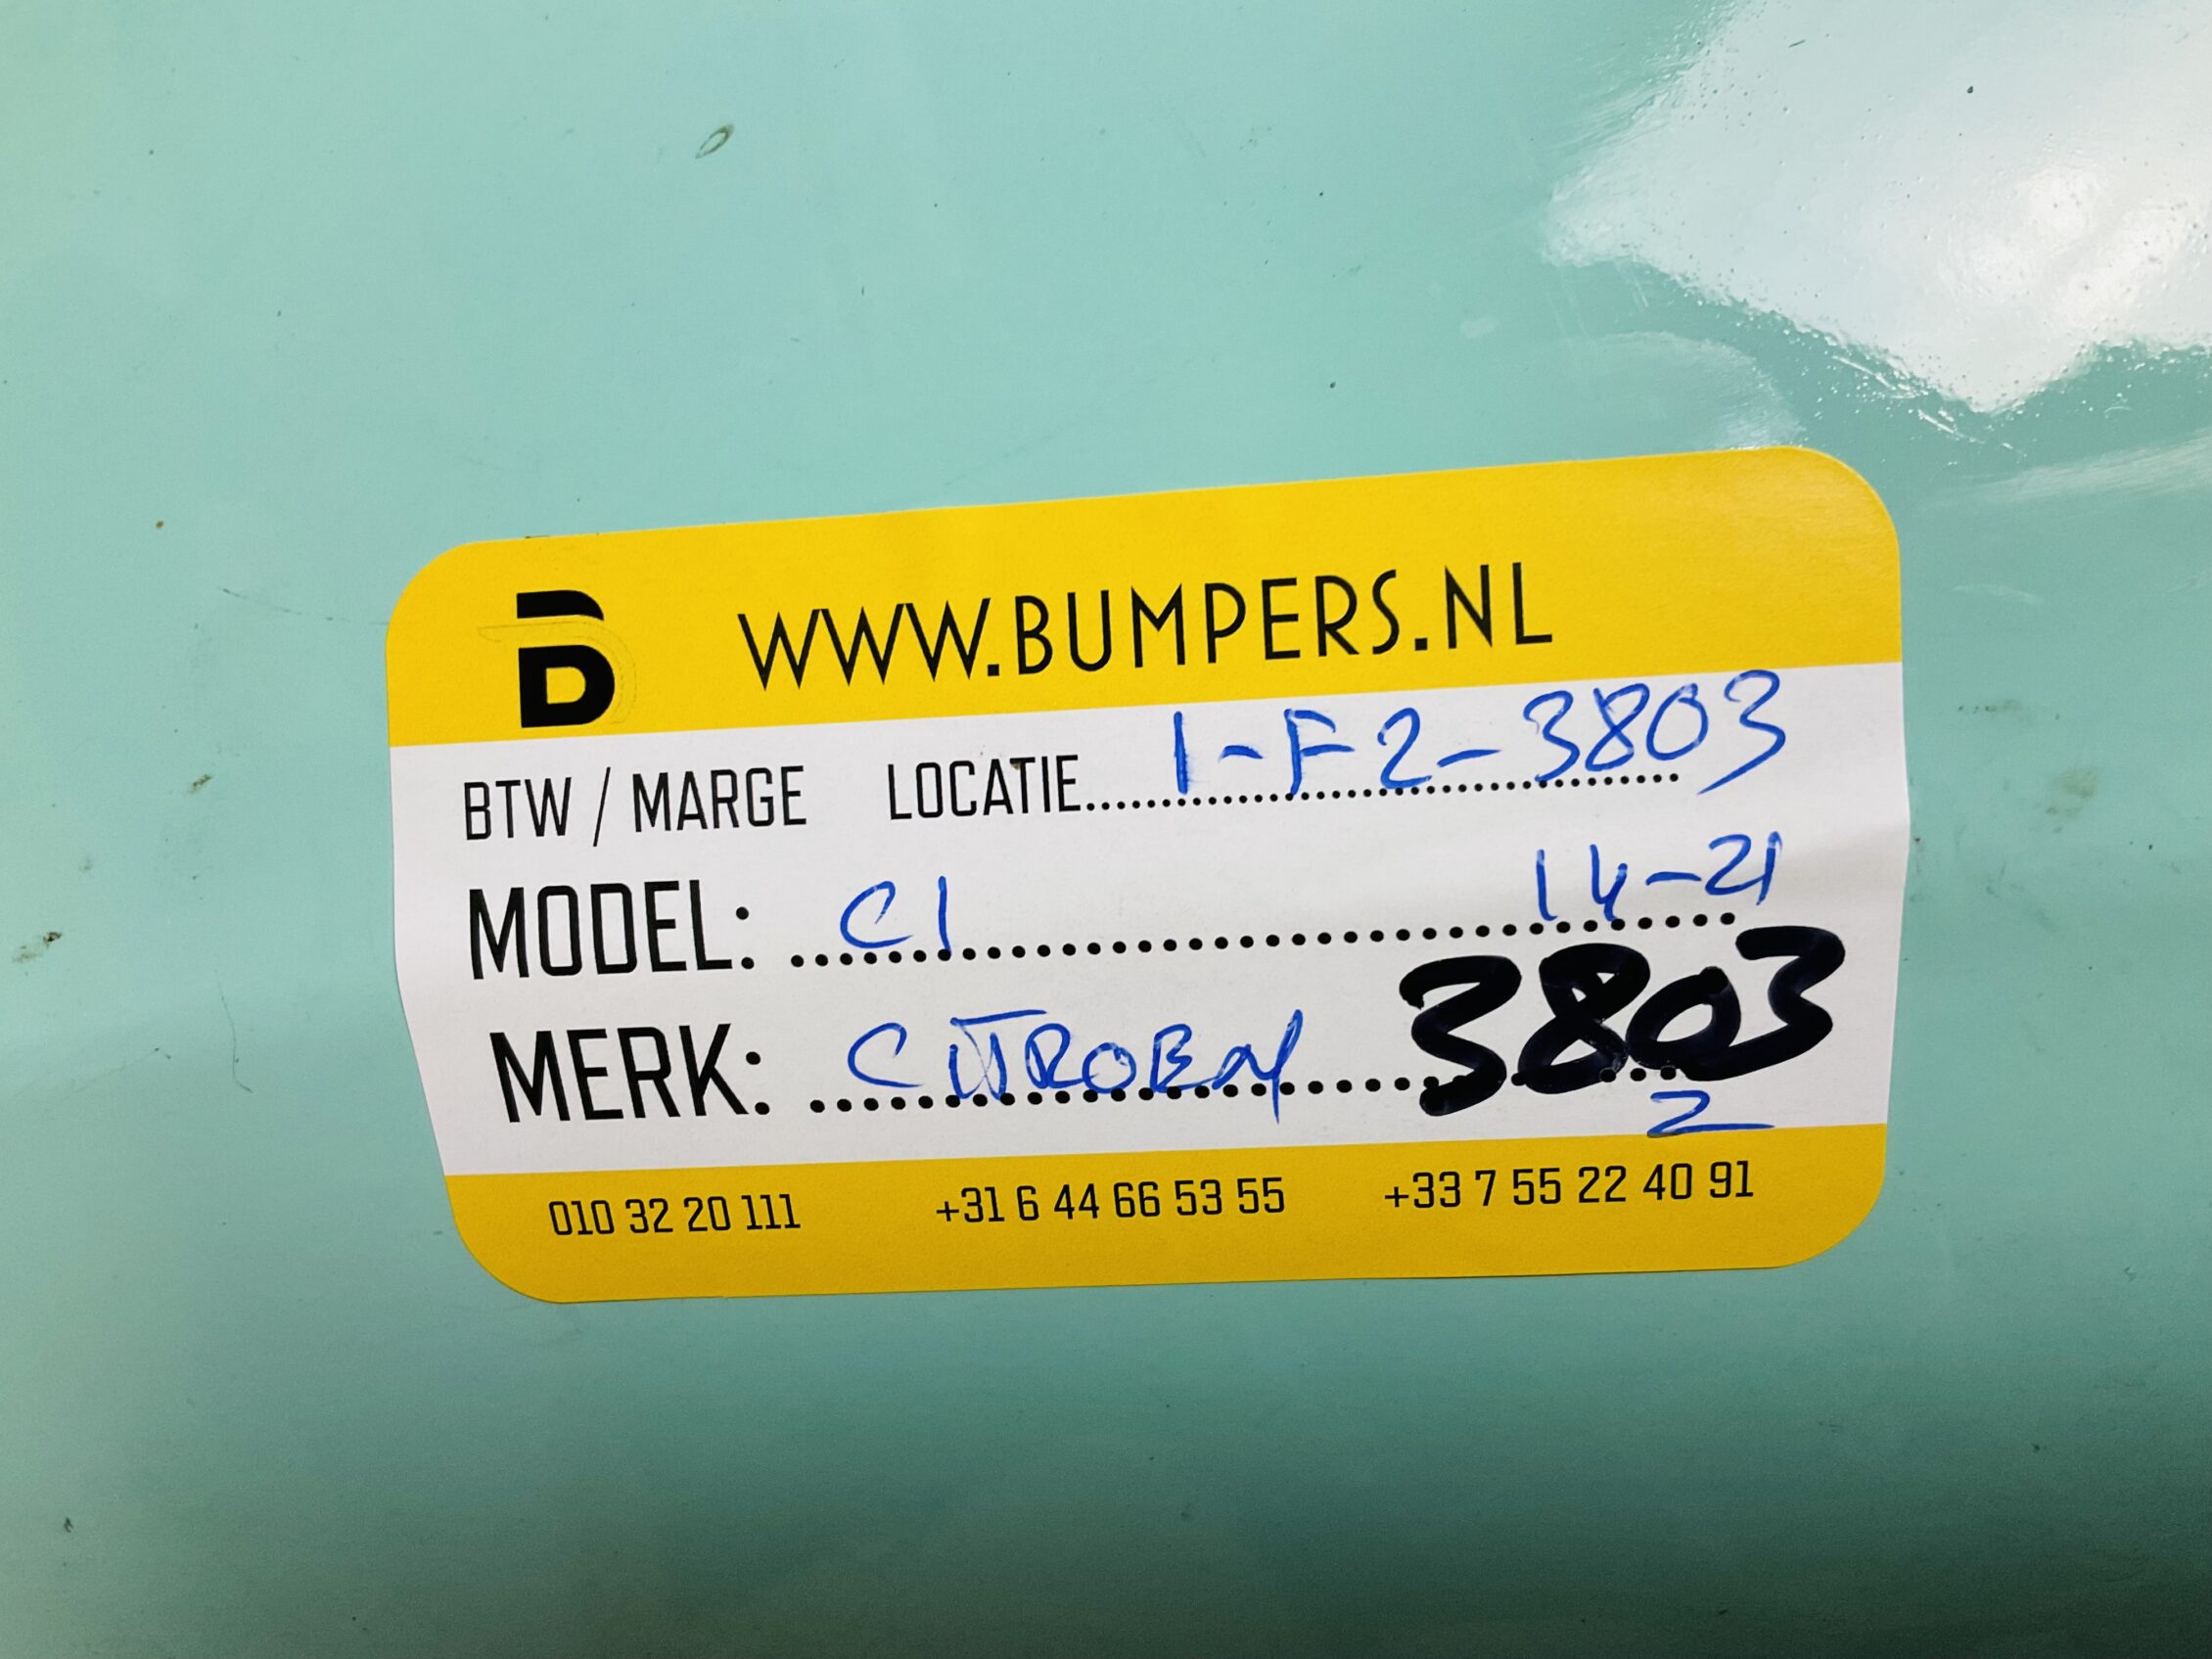 B WWW.BUMPERS.NL
BTW / MARGE LOCATIE 1-F2-3803
MODEL: C1 14-21
MERK: CITROEN 3803
2
010 32 20 111 +31 6 44 66 53 55 +33 7 55 22 40 91